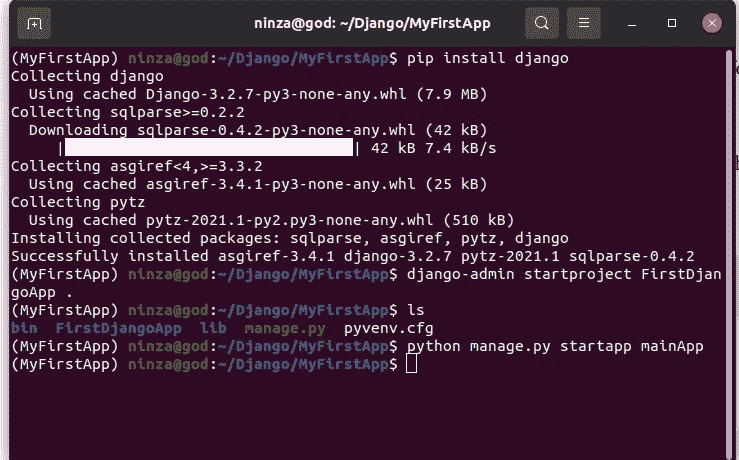 ninza@god: ~/Django/MyFirstApp
(MyFirstApp) ninza@god:~/Django/MyFirstApp$ pip install django
Collecting django
Using cached Django-3.2.7-py3-none-any.whl (7.9 MB)
Collecting sqlparse>=0.2.2
Downloading sqlparse-0.4.2-py3-none-any.whl (42 kB)
| | 42 kB 7.4 kB/s
Collecting asgiref<4,>=3.3.2
Using cached asgiref-3.4.1-py3-none-any.whl (25 kB)
Collecting pytz
Using cached pytz-2021.1-py2.py3-none-any.whl (510 kB)
Installing collected packages: sqlparse, asgiref, pytz, django
Successfully installed asgiref-3.4.1 django-3.2.7 pytz-2021.1 sqlparse-0.4.2
(MyFirstApp) ninza@god:~/Django/MyFirstApp$ django-admin startproject FirstDjan
goApp .
(MyFirstApp) ninza@god:~/Django/MyFirstApp$ ls
bin FirstDjangoApp lib manage.py pyvenv.cfg
(MyFirstApp) ninza@god:~/Django/MyFirstApp$ python manage.py startapp mainApp
(MyFirstApp) ninza@god:~/Django/MyFirstApp$